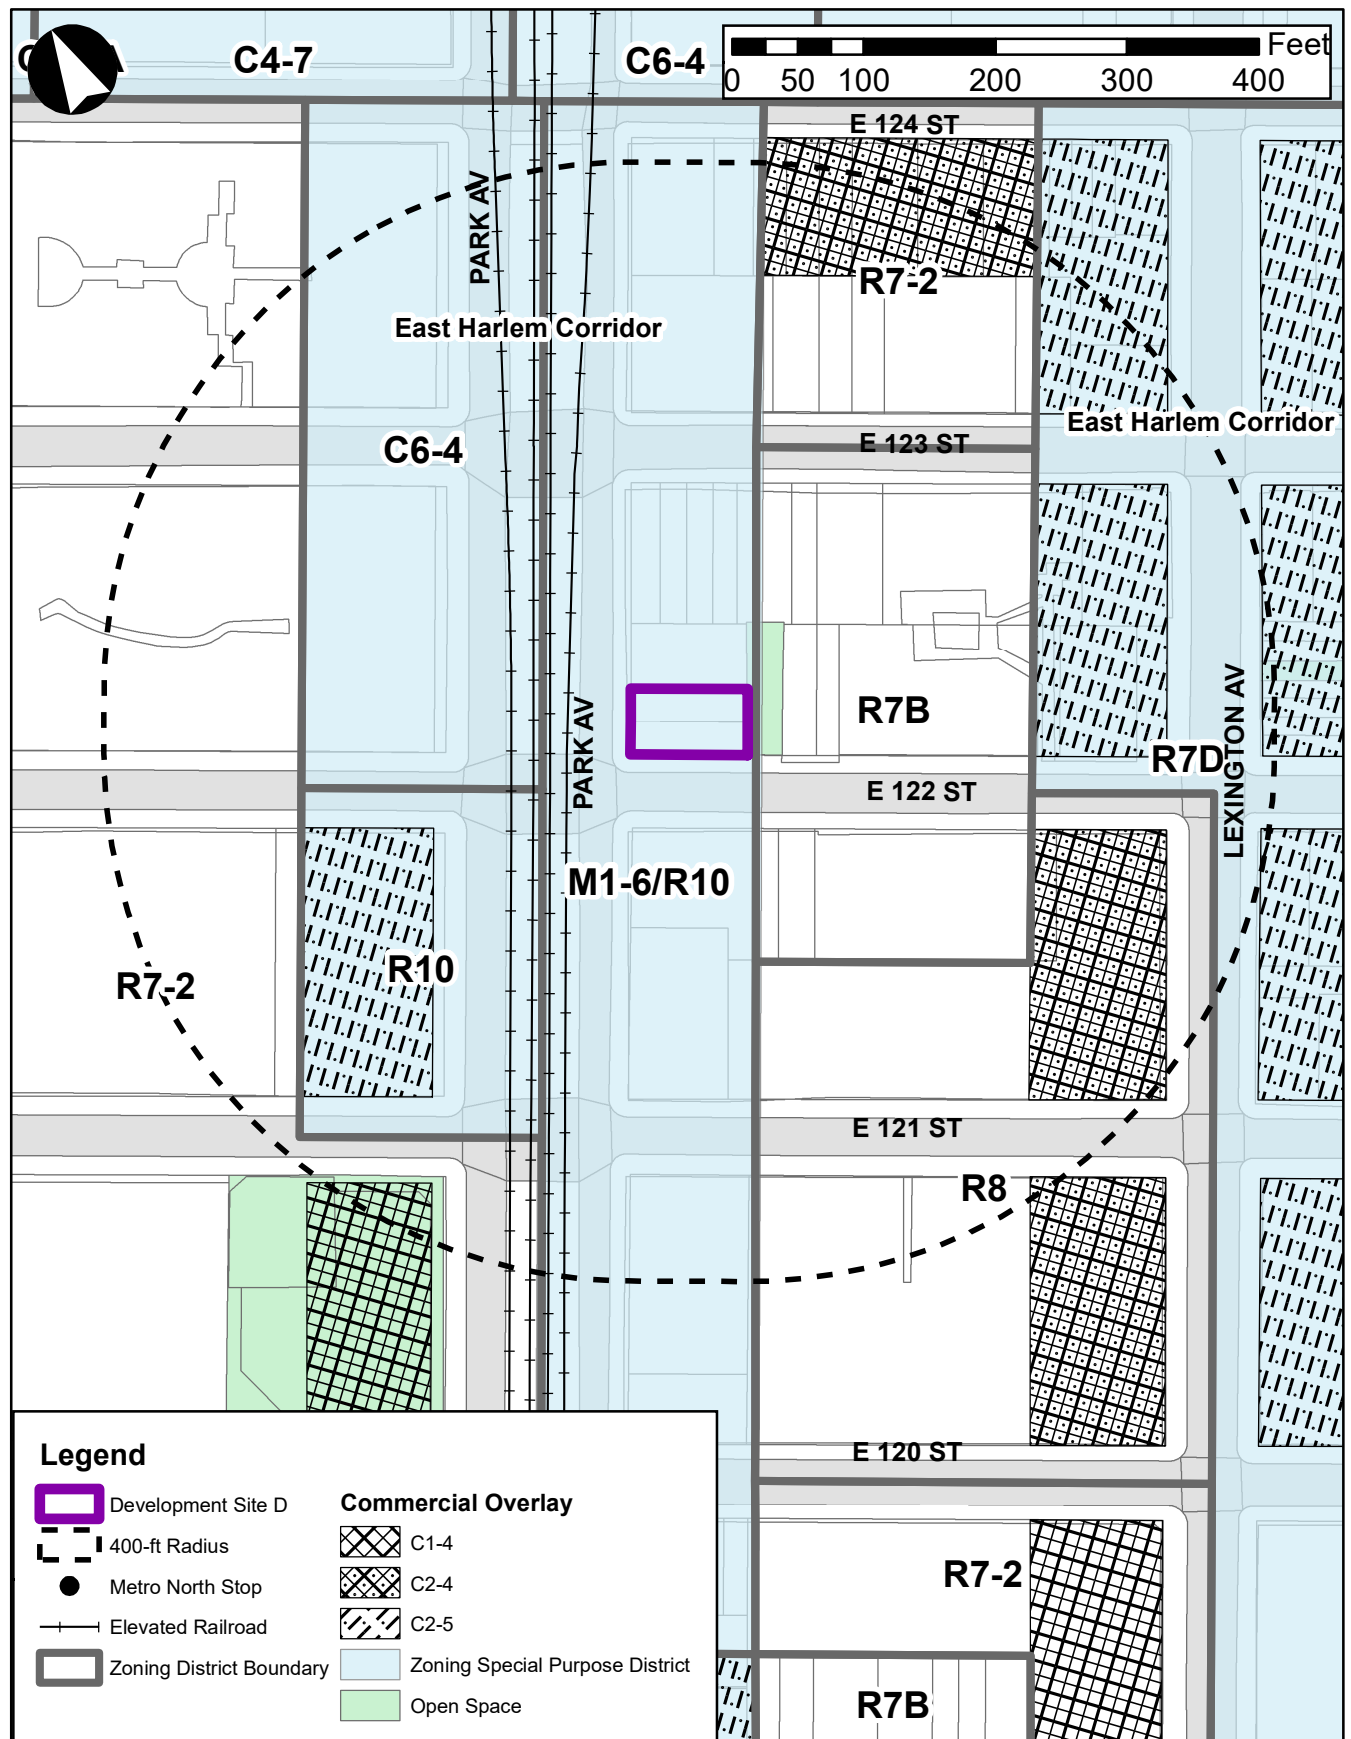 C4-7
C6-4
Feet
0 50 100 200 300 400
E 124 ST
PARK AV
R7-2
East Harlem Corridor
East Harlem Corridor
E 123 ST
C6-4
PARK AV
R7B
LEXINGTON AV
R7D
E 122 ST
M1-6/R10
R10
R7-2
E 121 ST
R8
E 120 ST
R7-2
R7B
Legend
Development Site D
400-ft Radius
Metro North Stop
Elevated Railroad
Zoning District Boundary
Commercial Overlay
C1-4
C2-4
C2-5
Zoning Special Purpose District
Open Space